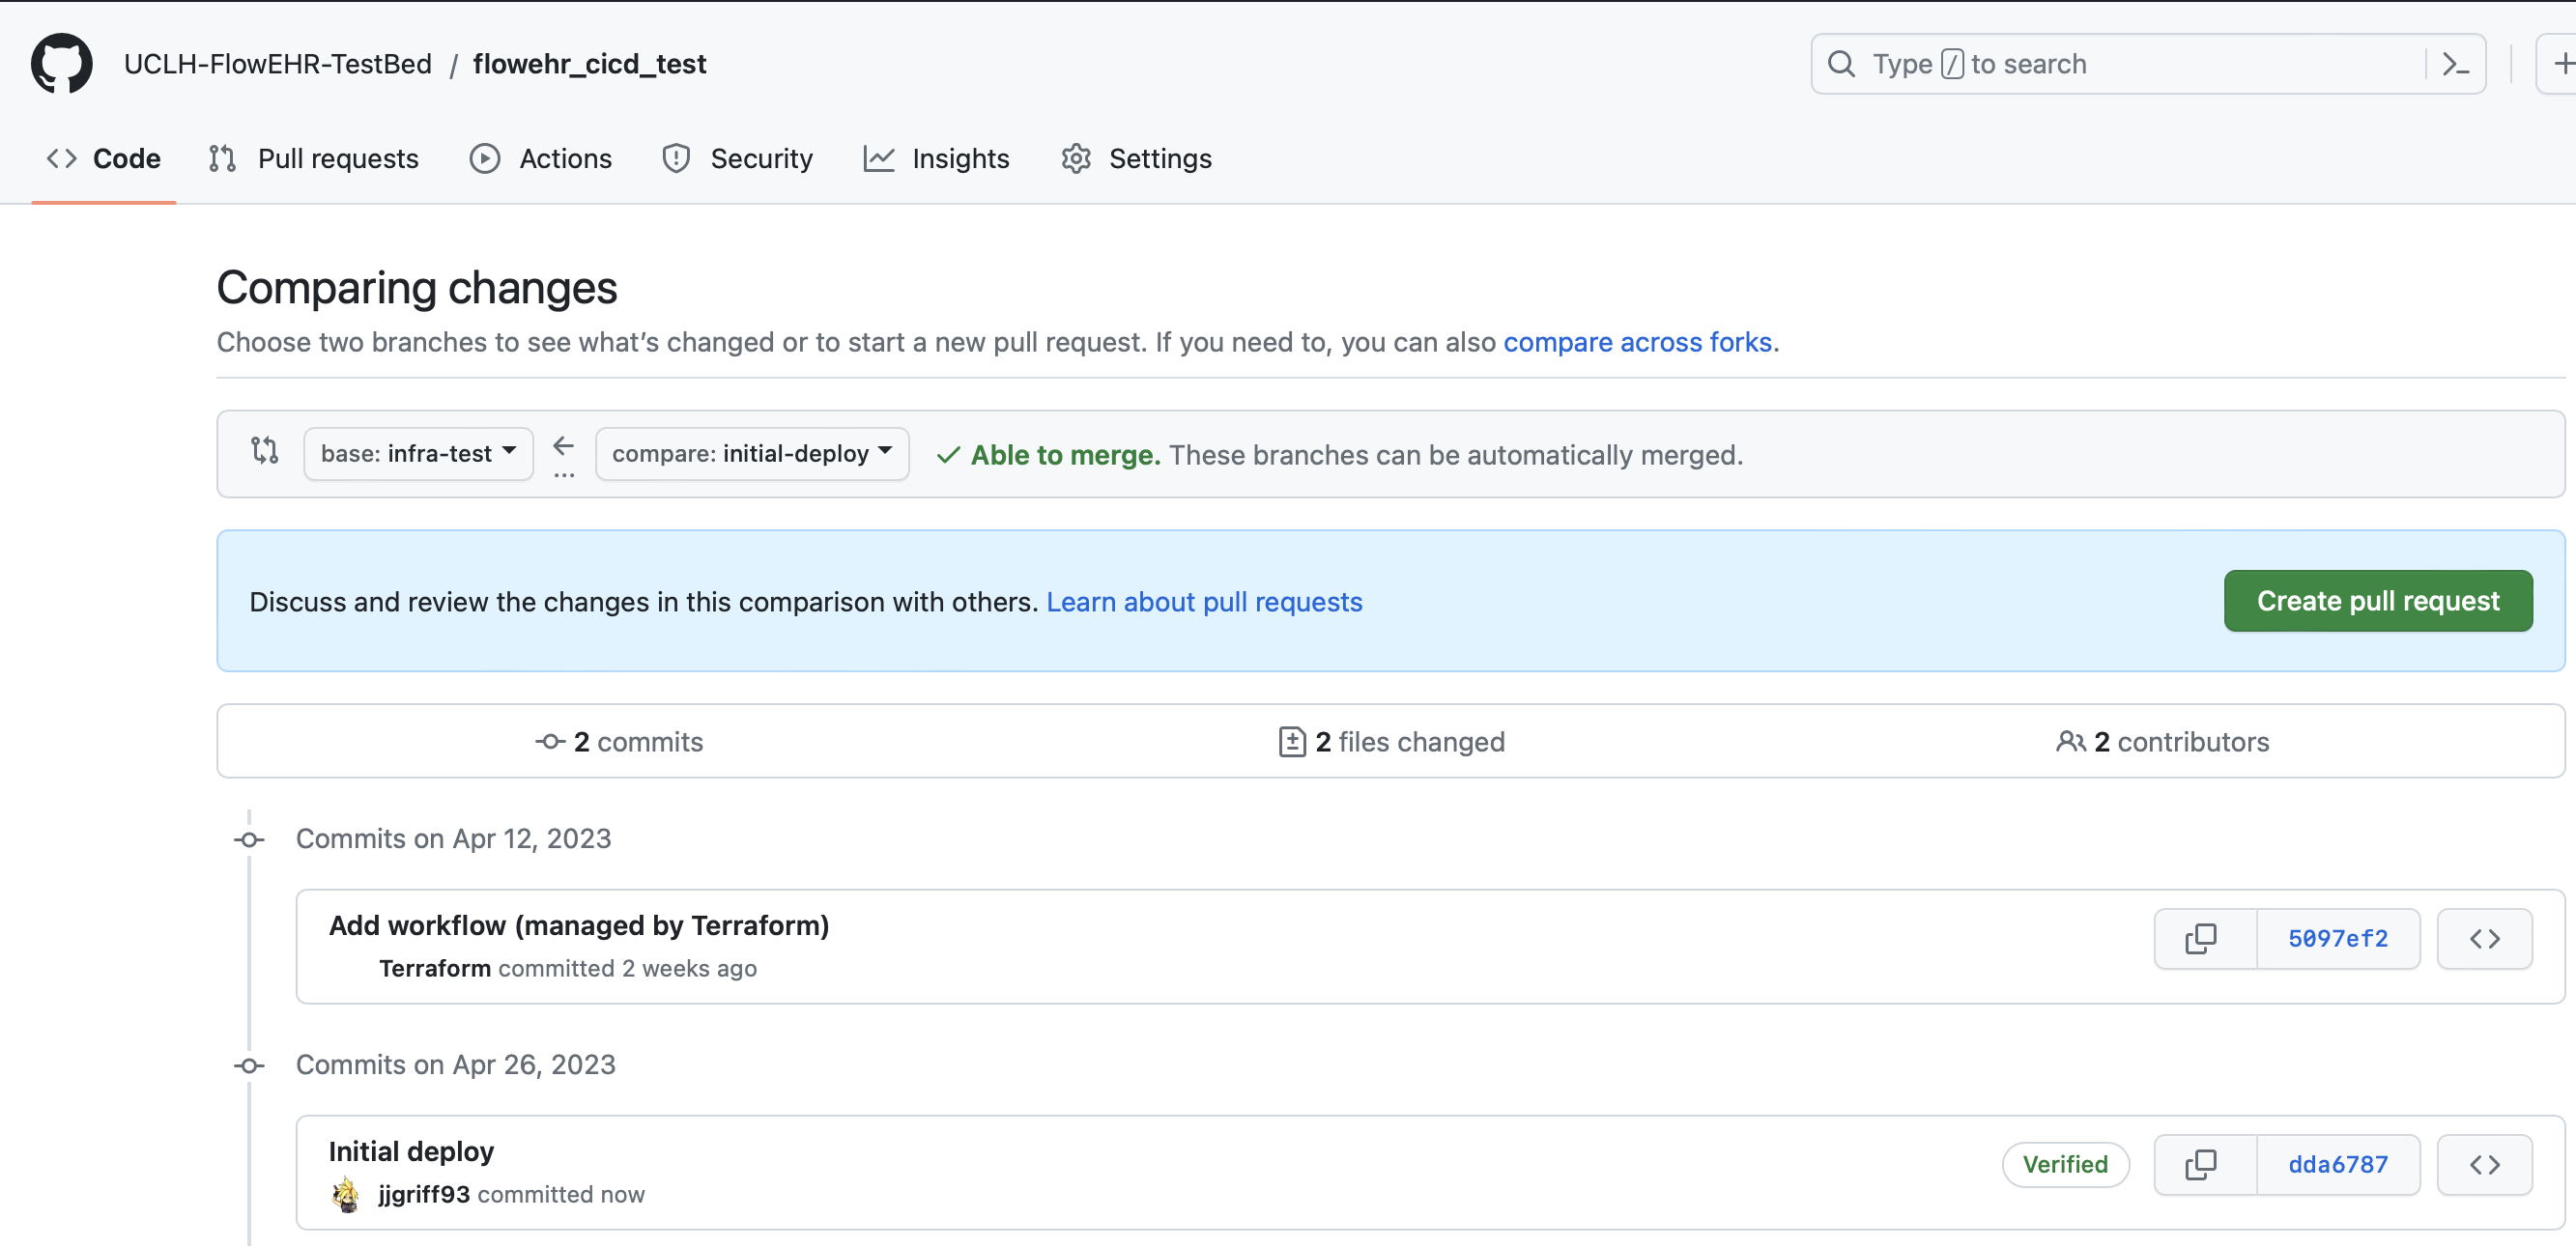 UCLH-FlowEHR-TestBed / flowehr_cicd_test
Type / to search
Code Pull requests Actions Security Insights Settings
Comparing changes
Choose two branches to see what’s changed or to start a new pull request. If you need to, you can also compare across forks.
base: infra-test ... compare: initial-deploy Able to merge. These branches can be automatically merged.
Discuss and review the changes in this comparison with others. Learn about pull requests
Create pull request
2 commits 2 files changed 2 contributors
Commits on Apr 12, 2023
Add workflow (managed by Terraform)
5097ef2
Terraform committed 2 weeks ago
Commits on Apr 26, 2023
Initial deploy
Verified dda6787
jjgriff93 committed now